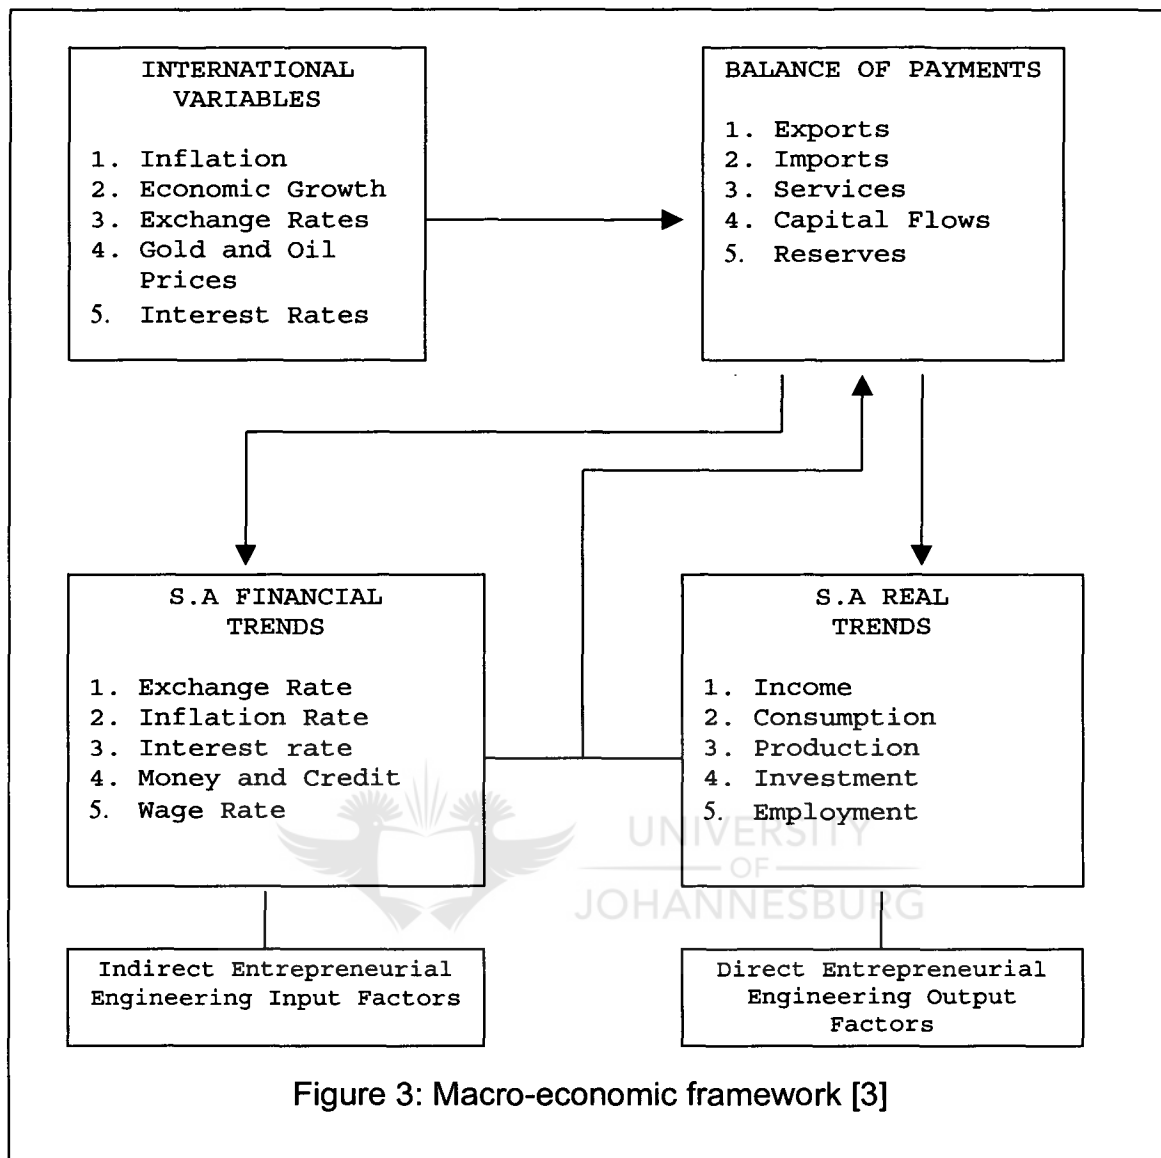 INTERNATIONAL
VARIABLES
1. Inflation
2. Economic Growth
3. Exchange Rates
4. Gold and Oil
Prices
5. Interest Rates
BALANCE OF PAYMENTS
1. Exports
2. Imports
3. Services
4. Capital Flows
5. Reserves
S.A FINANCIAL
TRENDS
1. Exchange Rate
2. Inflation Rate
3. Interest rate
4. Money and Credit
5. Wage Rate
S.A REAL
TRENDS
1. Income
2. Consumption
3. Production
4. Investment
5. Employment
UNIVERSITY
OF
JOHANNESBURG
Indirect Entrepreneurial
Engineering Input Factors
Direct Entrepreneurial
Engineering Output
Factors
Figure 3: Macro-economic framework [3]